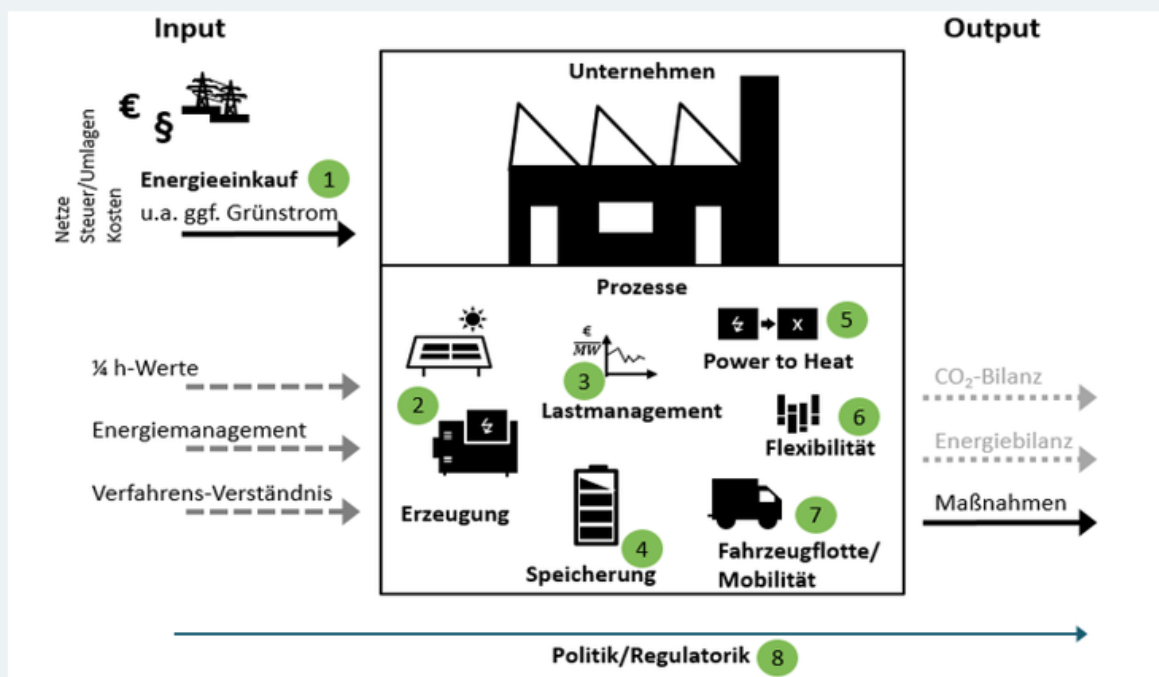 Input
Output
€
§
Netze
Steuer/Umlagen
Kosten
Energieeinkauf 1
u.a. ggf. Grünstrom
Unternehmen
Prozesse
¼ h-Werte
Energiemanagement
Verfahrens-Verständnis
2
Erzeugung
€
MW
3
Lastmanagement
4
Speicherung
x
5
Power to Heat
6
Flexibilität
7
Fahrzeugflotte/
Mobilität
CO₂-Bilanz
Energiebilanz
Maßnahmen
Politik/Regulatorik 8